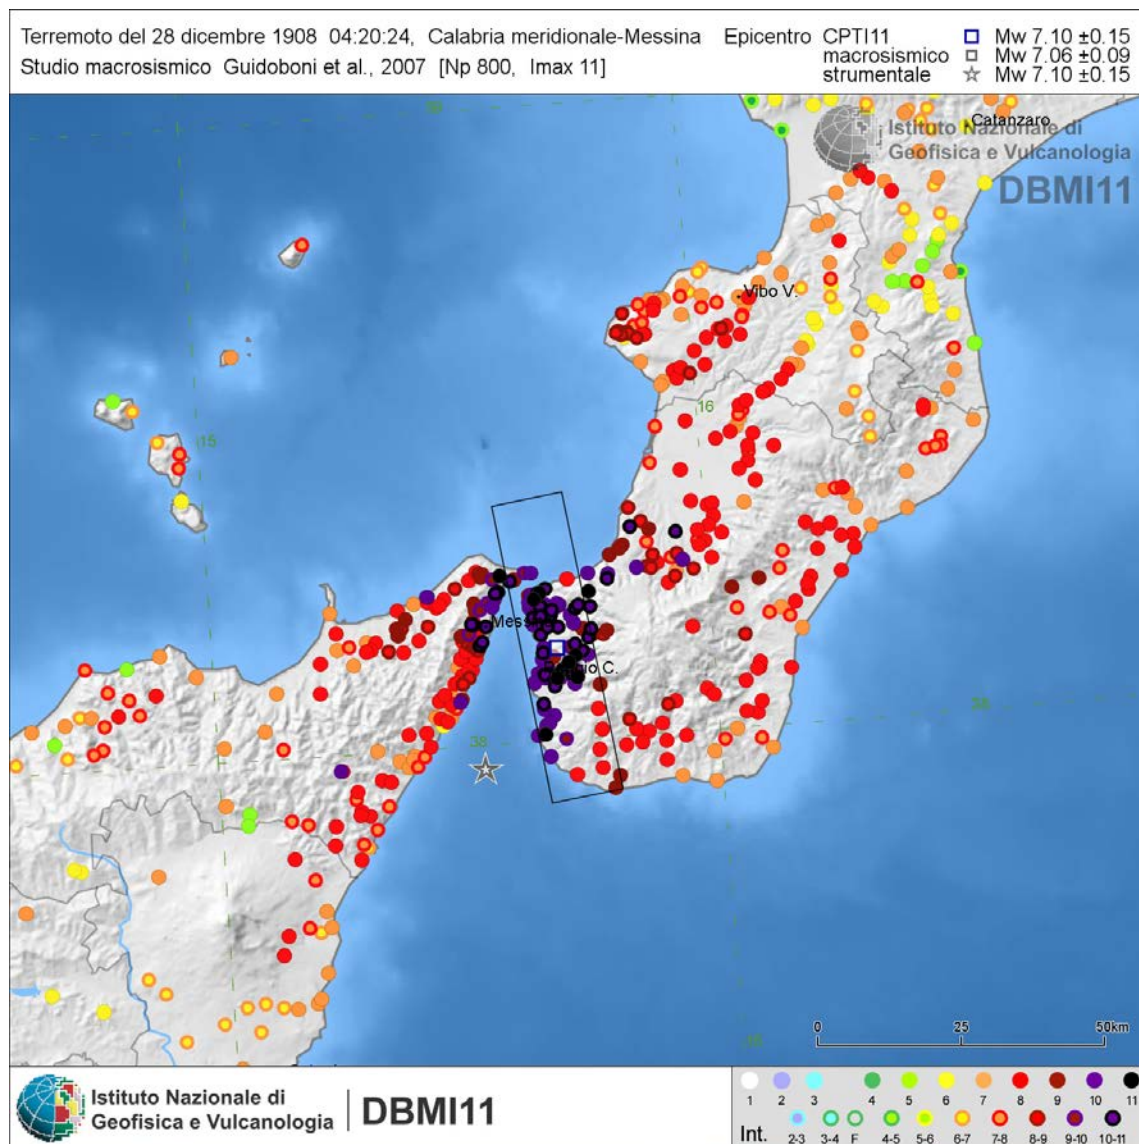 Terremoto del 28 dicembre 1908 04:20:24, Calabria meridionale-Messina Epicentro CPTI11 Mw 7.10 ±0.15
Studio macrosismico Guidoboni et al., 2007 [Np 800, Imax 11] macrosismico Mw 7.06 ±0.09
strumentale Mw 7.10 ±0.15
Catanzaro
Istituto Nazionale di
Geofisica e Vulcanologia
DBMI11
Vibo V.
16
15
38
38
0 25 50km
Istituto Nazionale di
Geofisica e Vulcanologia
DBMI11
1 2 3 4 5 6 7 8 9 10 11
Int. 2-3 3-4 F 4-5 5-6 6-7 7-8 8-9 9-10 10-11